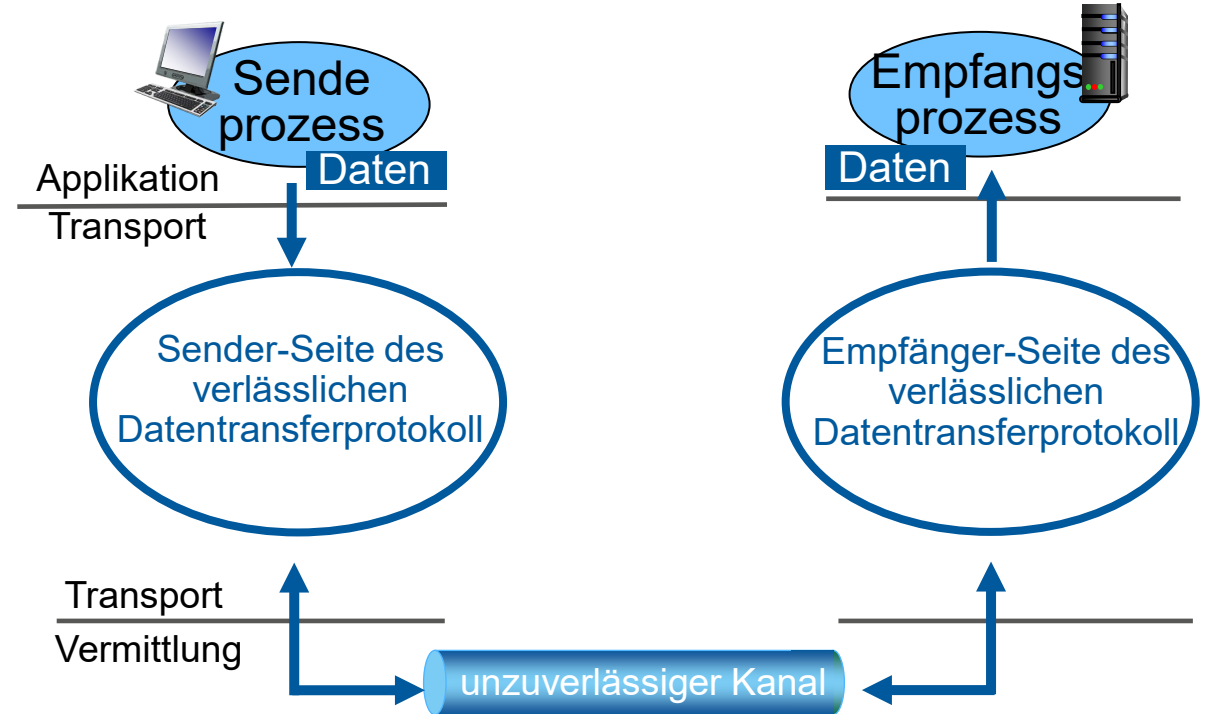 Sende
prozess
Daten
Applikation
Transport
Empfangs
prozess
Daten
Sender-Seite des
verlässlichen
Datentransferprotokoll
Empfänger-Seite des
verlässlichen
Datentransferprotokoll
Transport
Vermittlung
unzuverlässiger Kanal